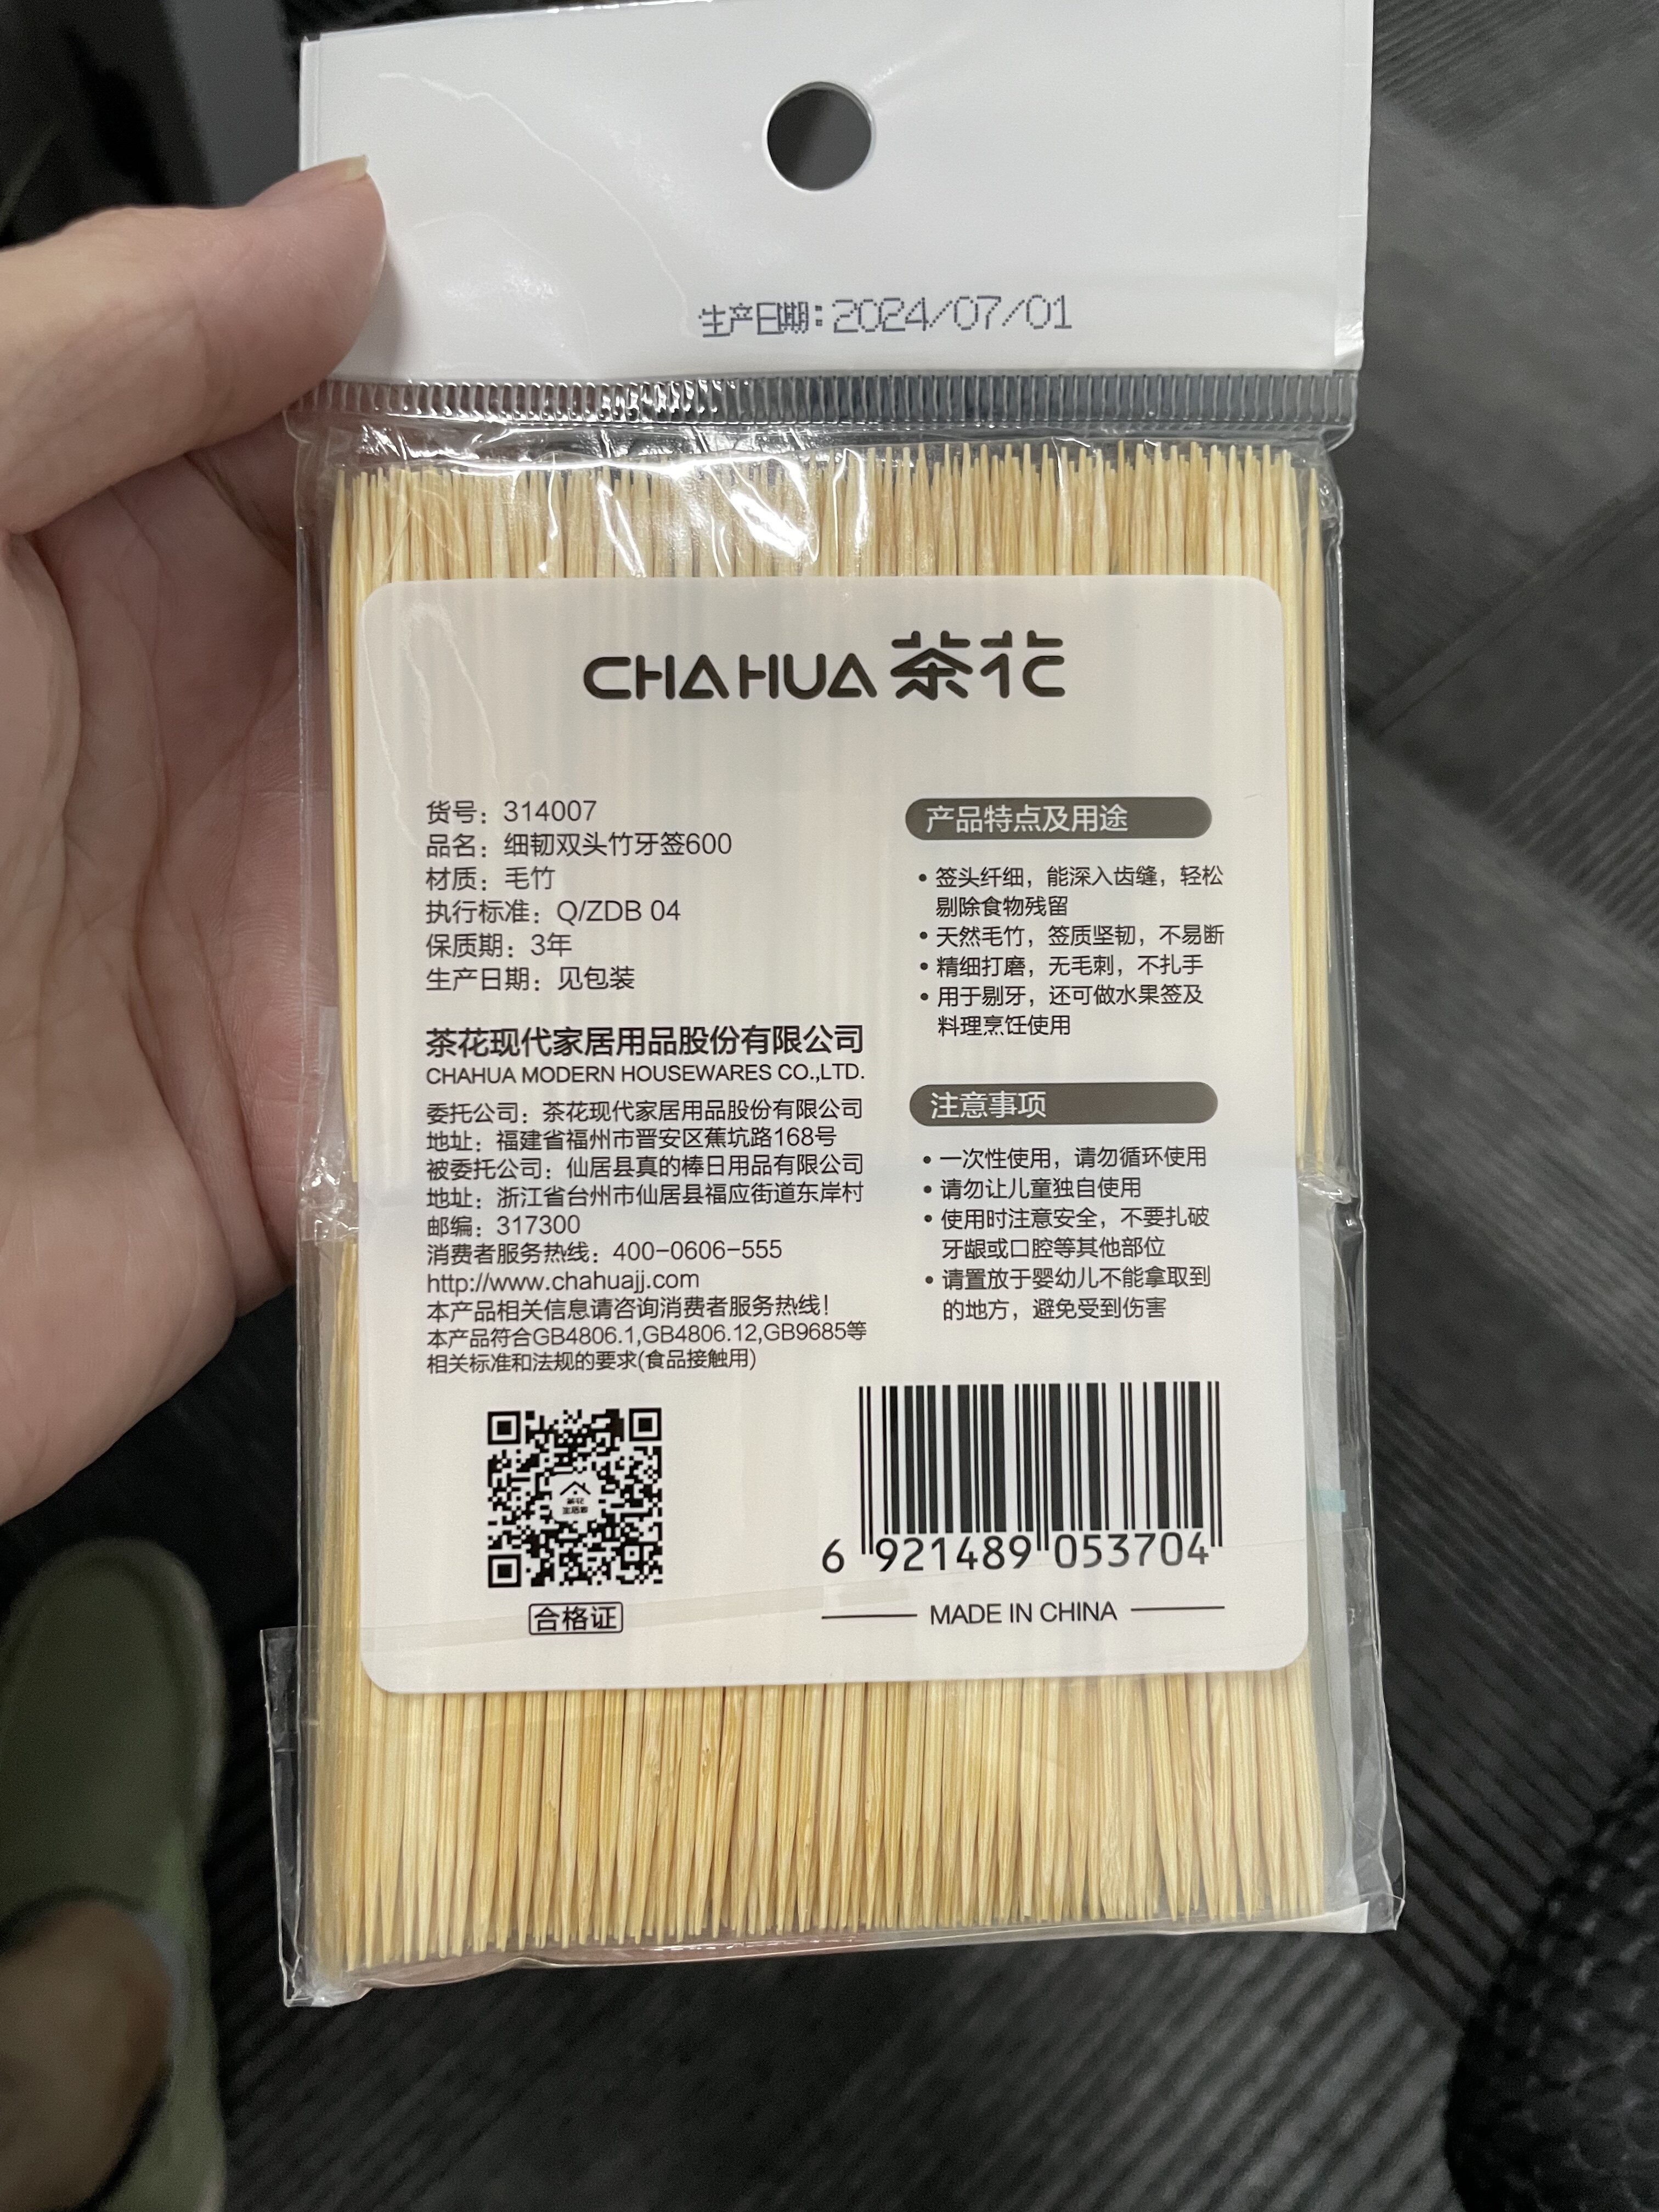 生产日期:2024/07/01
CHAHUA 茶花
货号：314007
品名：细韧双头竹牙签600
材质：毛竹
执行标准：Q/ZDB 04
保质期：3年
生产日期：见包装
茶花现代家居用品股份有限公司
CHAHUA MODERN HOUSEWARES CO.,LTD.
委托公司：茶花现代家居用品股份有限公司
地址：福建省福州市晋安区蕉坑路168号
被委托公司：仙居县真的棒日用品有限公司
地址：浙江省台州市仙居县福应街道东岸村
邮编：317300
消费者服务热线：400-0606-555
http://www.chahuajj.com
本产品相关信息请咨询消费者服务热线！
本产品符合GB4806.1,GB4806.12,GB9685等
相关标准和法规的要求(食品接触用)
茶花
生活家
合格证
产品特点及用途
• 签头纤细，能深入齿缝，轻松
剔除食物残留
• 天然毛竹，签质坚韧，不易断
• 精细打磨，无毛刺，不扎手
• 用于剔牙，还可做水果签及
料理烹饪使用
注意事项
• 一次性使用，请勿循环使用
• 请勿让儿童独自使用
• 使用时注意安全，不要扎破
牙龈或口腔等其他部位
• 请置放于婴幼儿不能拿取到
的地方，避免受到伤害
6 921489 053704
MADE IN CHINA